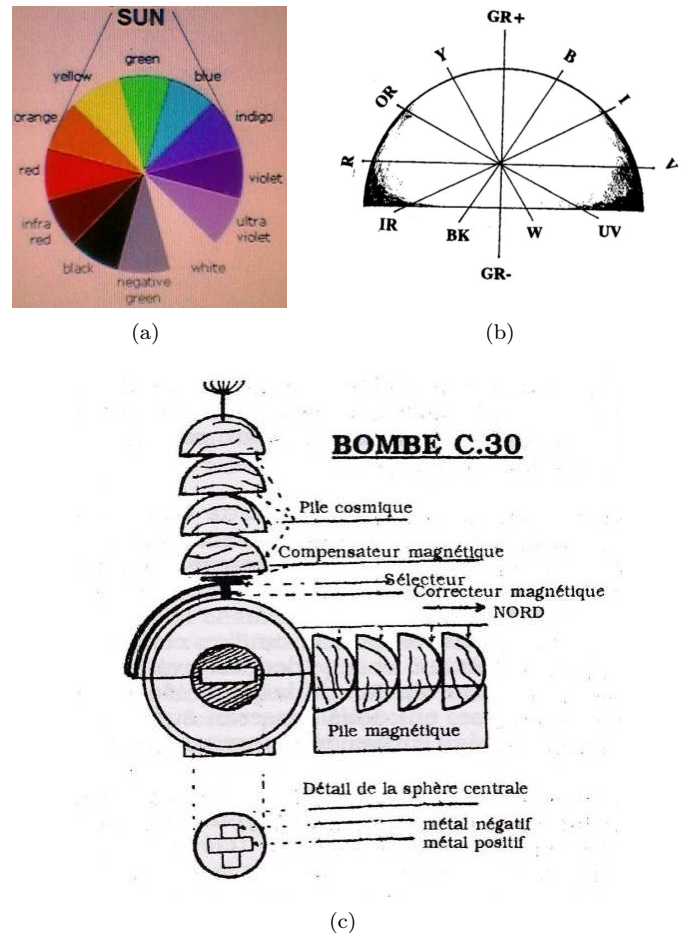 SUN
green
yellow
blue
orange
indigo
red
violet
infra
red
ultra
violet
black
white
negative
green
(a)
GR+
Y
B
OR
I
R
V
IR
BK
W
UV
GR-
(b)
BOMBE C.30
Pile cosmique
Compensateur magnétique
Sélecteur
Correcteur magnétique
NORD
Pile magnétique
Détail de la sphère centrale
métal négatif
métal positif
(c)